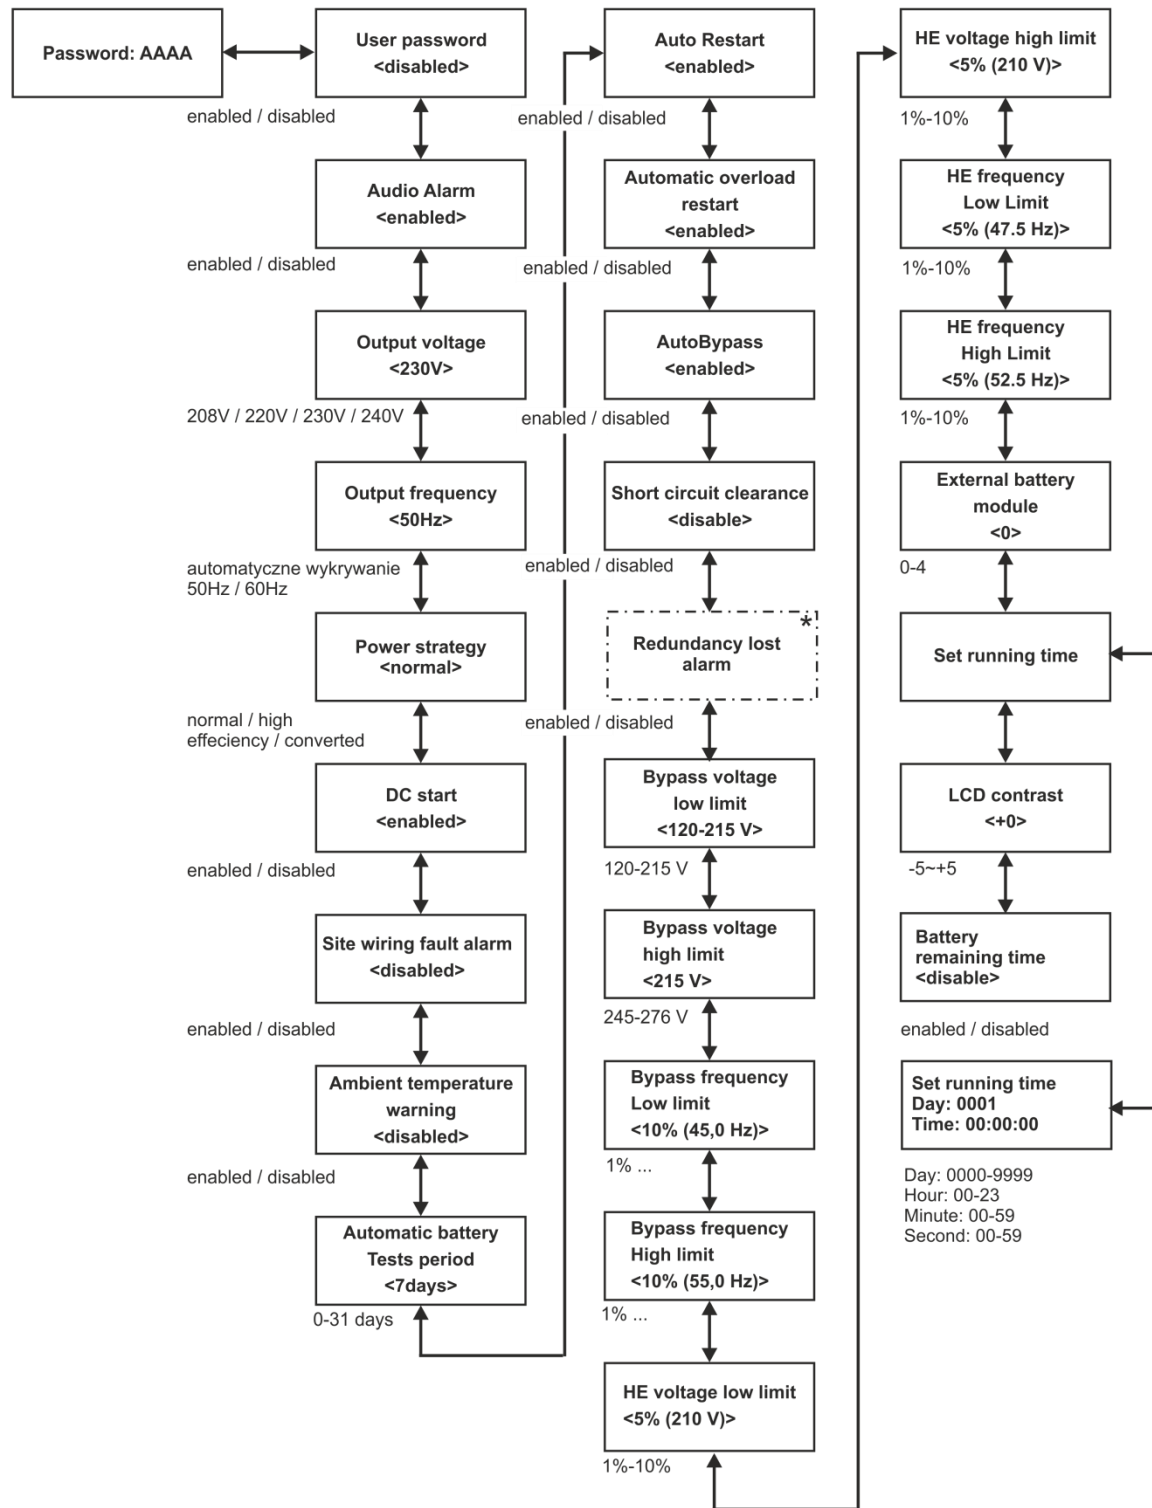 Password: AAAA
User password
<disabled>
enabled / disabled
Audio Alarm
<enabled>
enabled / disabled
Output voltage
<230V>
208V / 220V / 230V / 240V
Output frequency
<50Hz>
automatyczne wykrywanie
50Hz / 60Hz
Power strategy
<normal>
normal / high
effeciency / converted
DC start
<enabled>
enabled / disabled
Site wiring fault alarm
<disabled>
enabled / disabled
Ambient temperature
warning
<disabled>
enabled / disabled
Automatic battery
Tests period
<7days>
0-31 days
Auto Restart
<enabled>
enabled / disabled
Automatic overload
restart
<enabled>
enabled / disabled
AutoBypass
<enabled>
enabled / disabled
Short circuit clearance
<disable>
enabled / disabled
*
Redundancy lost
alarm
enabled / disabled
Bypass voltage
low limit
<120-215 V>
120-215 V
Bypass voltage
high limit
<215 V>
245-276 V
Bypass frequency
Low limit
<10% (45,0 Hz)>
1% ...
Bypass frequency
High limit
<10% (55,0 Hz)>
1% ...
HE voltage low limit
<5% (210 V)>
1%-10%
HE voltage high limit
<5% (210 V)>
1%-10%
HE frequency
Low Limit
<5% (47.5 Hz)>
1%-10%
HE frequency
High Limit
<5% (52.5 Hz)>
1%-10%
External battery
module
<0>
0-4
Set running time
LCD contrast
<+0>
-5~+5
Battery
remaining time
<disable>
enabled / disabled
Set running time
Day: 0001
Time: 00:00:00
Day: 0000-9999
Hour: 00-23
Minute: 00-59
Second: 00-59